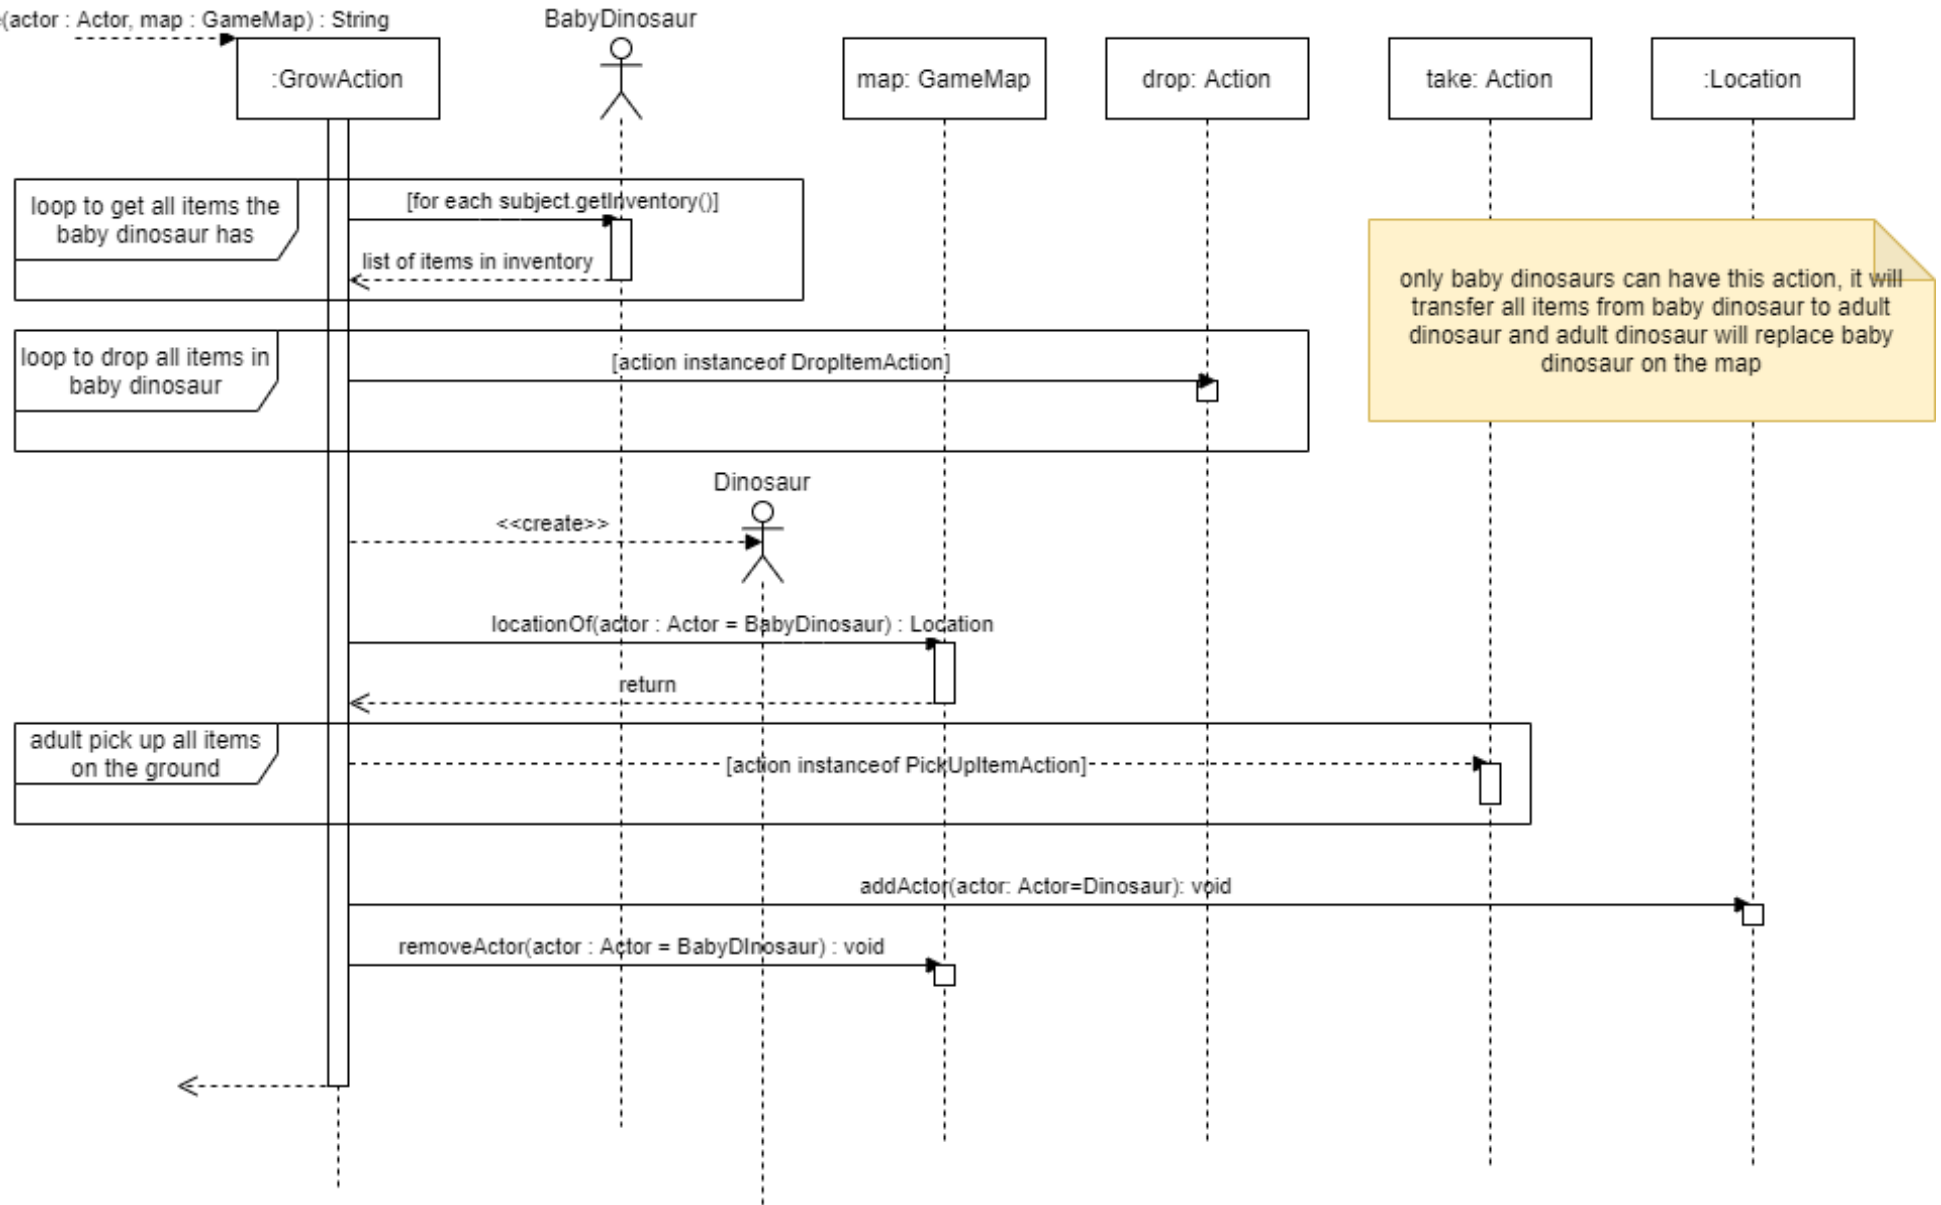 (actor : Actor, map : GameMap) : String
BabyDinosaur
:GrowAction
map: GameMap
drop: Action
take: Action
:Location
loop to get all items the
baby dinosaur has
[for each subject.getInventory()]
list of items in inventory
only baby dinosaurs can have this action, it will
transfer all items from baby dinosaur to adult
dinosaur and adult dinosaur will replace baby
dinosaur on the map
loop to drop all items in
baby dinosaur
[action instanceof DropItemAction]
Dinosaur
<<create>>
locationOf(actor : Actor = BabyDinosaur) : Location
return
adult pick up all items
on the ground
[action instanceof PickUpItemAction]
addActor(actor: Actor=Dinosaur): void
removeActor(actor : Actor = BabyDInosaur) : void